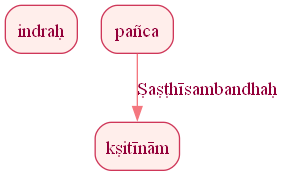 indraḥ pañca
Ṣaṣṭhīsambandhaḥ
kṣitīnām